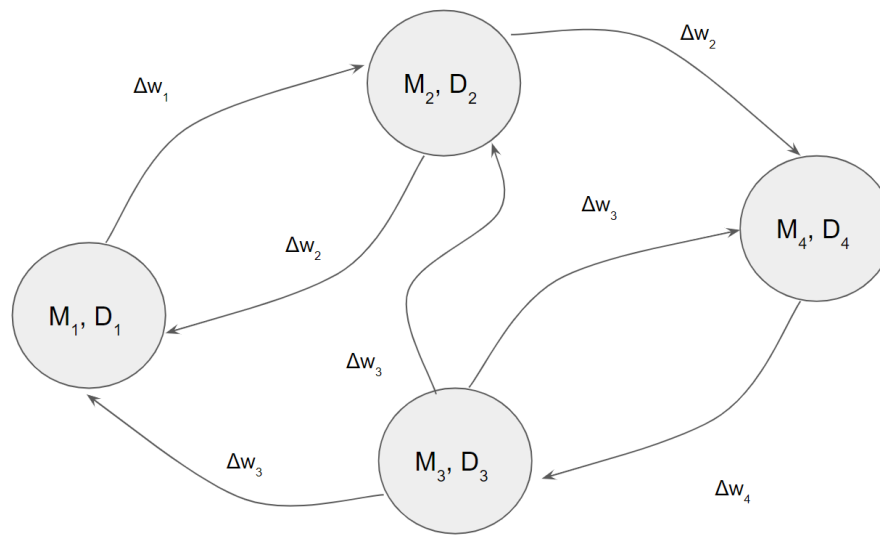 Δw₂
M₂, D₂
Δw₁
Δw₃
M₄, D₄
Δw₂
M₁, D₁
Δw₃
M₃, D₃
Δw₃
Δw₄